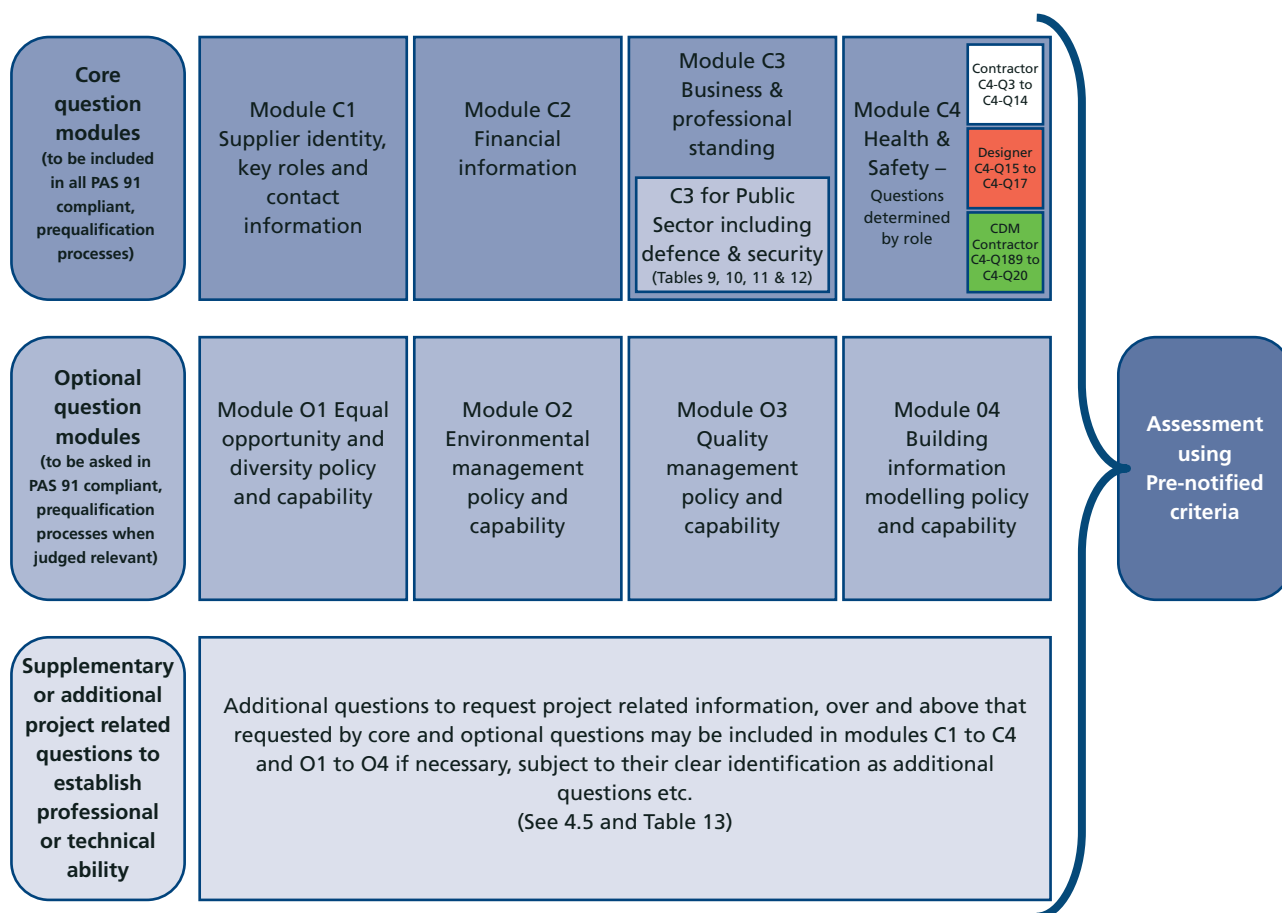 Core
question
modules
(to be included
in all PAS 91
compliant,
prequalification
processes)
Module C1
Supplier identity,
key roles and
contact
information
Module C2
Financial
information
Module C3
Business &
professional
standing
C3 for Public
Sector including
defence & security
(Tables 9, 10, 11 & 12)
Module C4
Health &
Safety –
Questions
determined
by role
Contractor
C4-Q3 to
C4-Q14
Designer
C4-Q15 to
C4-Q17
CDM
Contractor
C4-Q189 to
C4-Q20
Optional
question
modules
(to be asked in
PAS 91 compliant,
prequalification
processes when
judged relevant)
Module O1 Equal
opportunity and
diversity policy
and capability
Module O2
Environmental
management
policy and
capability
Module O3
Quality
management
policy and
capability
Module 04
Building
information
modelling policy
and capability
Supplementary
or additional
project related
questions to
establish
professional
or technical
ability
Additional questions to request project related information, over and above that
requested by core and optional questions may be included in modules C1 to C4
and O1 to O4 if necessary, subject to their clear identification as additional
questions etc.
(See 4.5 and Table 13)
Assessment
using
Pre-notified
criteria